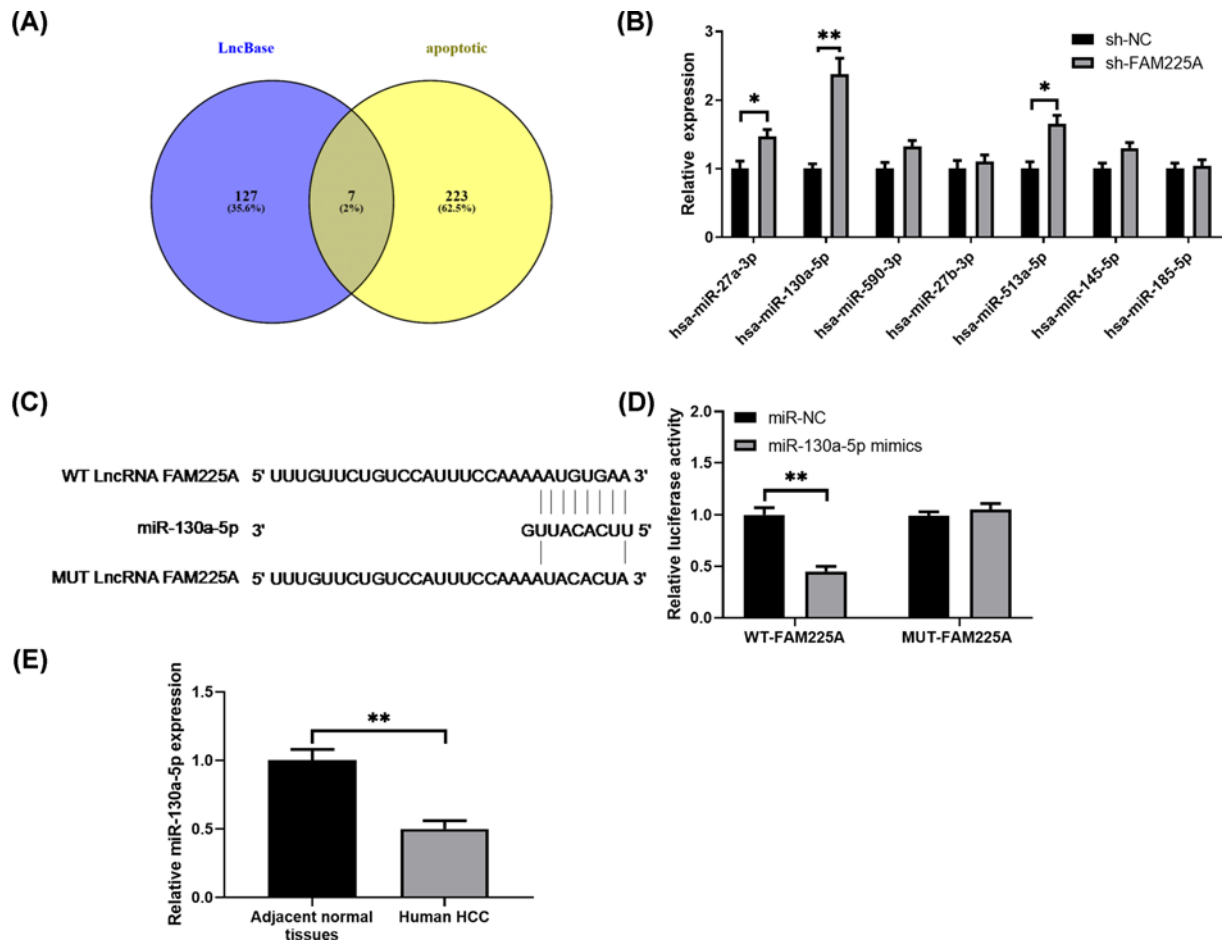 (A)
LncBase
apoptotic
127
(35.6%)
7
(2%)
223
(62.5%)
(B)
Relative expression
3
2
1
0
*
**
*
sh-NC
sh-FAM225A
hsa-miR-27a-3p
hsa-miR-130a-5p
hsa-miR-590-3p
hsa-miR-27b-3p
hsa-miR-513a-5p
hsa-miR-145-5p
hsa-miR-185-5p
(C)
WT LncRNA FAM225A 5' UUUGUUCUGUCCAUUUCCAAAAAUGUGAA 3'
miR-130a-5p 3' GUUACACUU 5'
MUT LncRNA FAM225A 5' UUUGUUCUGUCCAUUUCCAAAAUACACUA 3'
(D)
Relative luciferase activity
2.0
1.5
1.0
0.5
0.0
miR-NC
miR-130a-5p mimics
**
WT-FAM225A
MUT-FAM225A
(E)
Relative miR-130a-5p expression
1.5
1.0
0.5
0.0
**
Adjacent normal
tissues
Human HCC